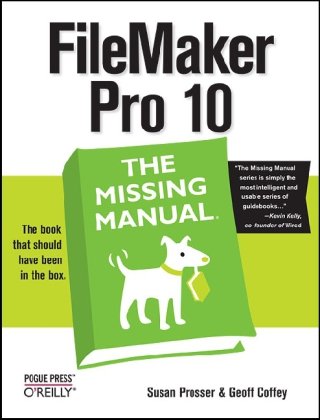 FileMaker
Pro 10
THE
MISSING
MANUAL®
"The Missing Manual
series is simply the
most intelligent and
usable series of
guidebooks..."
—Kevin Kelly,
co-founder of Wired
The book
that should
have been
in the box.
POGUE PRESS™
O'REILLY®
Susan Prosser & Geoff Coffey